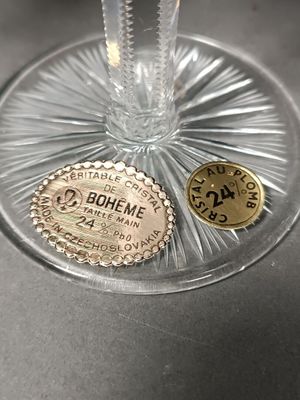 VÉRITABLE CRISTAL
DE
BOHÊME
TAILLÉ MAIN
24% PbO
MADE IN CZECHOSLOVAKIA
CRISTAL AU PLOMB
24%